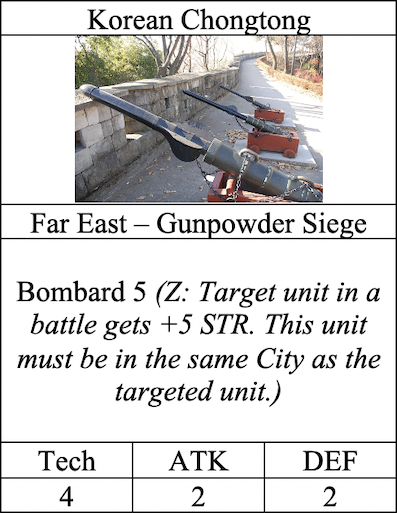 Korean Chongtong
Far East – Gunpowder Siege
Bombard 5 (Z: Target unit in a
battle gets +5 STR. This unit
must be in the same City as the
targeted unit.)
Tech ATK DEF
4 2 2